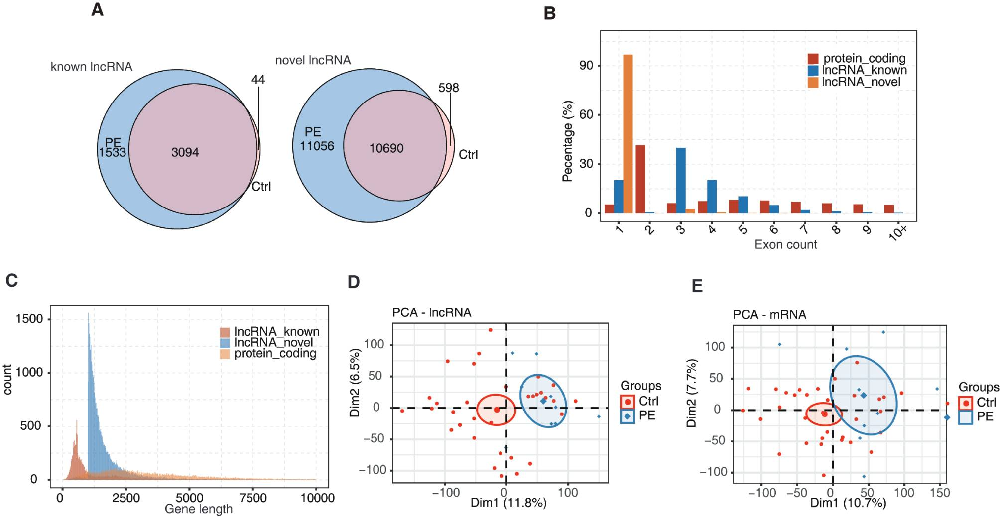 A
known lncRNA
44
PE
1533
3094
Ctrl
novel lncRNA
598
PE
11056
10690
Ctrl
B
protein_coding
lncRNA_known
lncRNA_novel
Pecentage (%)
90
60
30
0
1
2
3
4
5
6
7
8
9
10+
Exon count
C
lncRNA_known
lncRNA_novel
protein_coding
count
1500
1000
500
0
0
2500
5000
7500
10000
Gene length
D
PCA - lncRNA
Dim2 (6.5%)
100
50
0
−50
−100
−100
0
100
Dim1 (11.8%)
Groups
Ctrl
PE
E
PCA - mRNA
Dim2 (7.7%)
100
50
0
−50
−100
−100
−50
0
50
100
150
Dim1 (10.7%)
Groups
Ctrl
PE